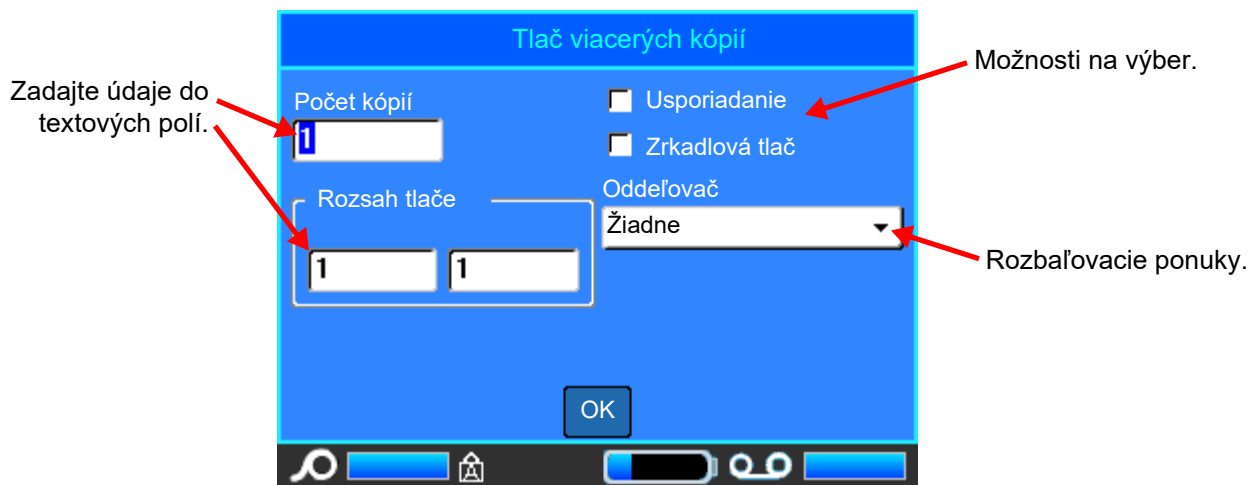 Tlač viacerých kópií
Možnosti na výber.
Zadajte údaje do
textových polí.
Počet kópií
1
Usporiadanie
Zrkadlová tlač
Rozsah tlače
1 1
Oddeľovač
Žiadne
Rozbaľovacie ponuky.
OK
A